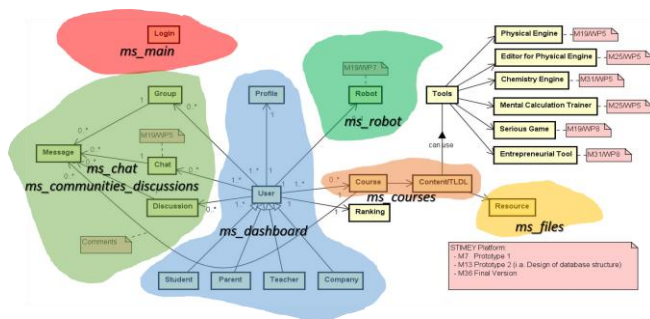 Login
ms_main
Physical Engine
M19/WP5
Editor for Physical Engine
M25/WP5
Chemistry Engine
M31/WP5
Mental Calculation Trainer
M25/WP5
Serious Game
M19/WP8
Entrepreneurial Tool
M31/WP8
Tools
can use
M19/WP7
Robot
ms_robot
Profile
Group
M19/WP5
Message
Chat
ms_chat
ms_communities_discussions
Discussion
Comments
User
ms_dashboard
Course
Content/TLDL
ms_courses
Ranking
Resource
ms_files
Student
Parent
Teacher
Company
STIMEY Platform
- M7 Prototype 1
- M13 Prototype 2 (i.a. Design of database structure)
- M36 Final Version